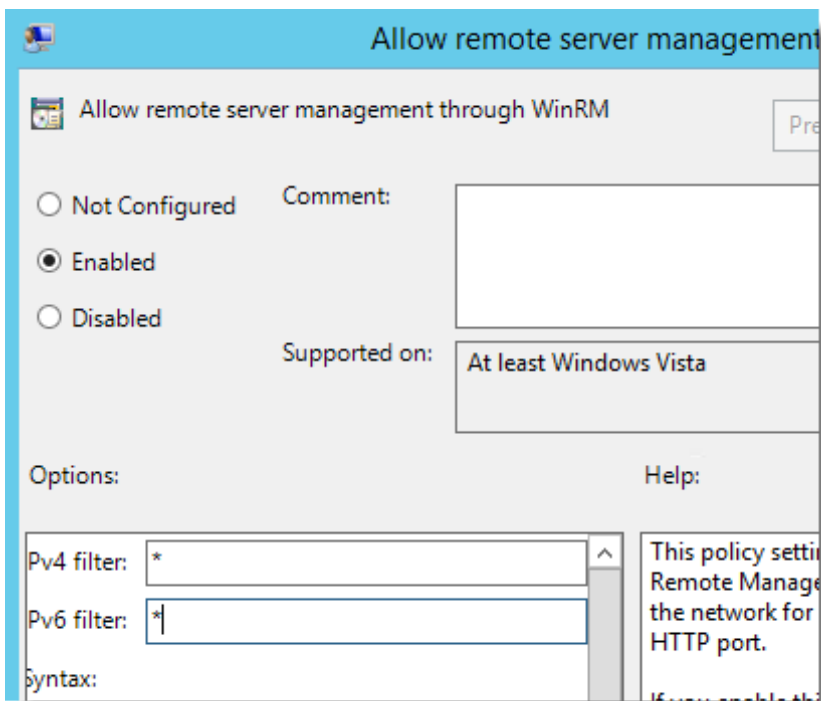 Allow remote server management
Allow remote server management through WinRM
Pre
Not Configured
Comment:
Enabled
Disabled
Supported on:
At least Windows Vista
Options:
Help:
Pv4 filter: *
Pv6 filter: *
Syntax:
This policy setti
Remote Manage
the network for
HTTP port.
If you enable thi